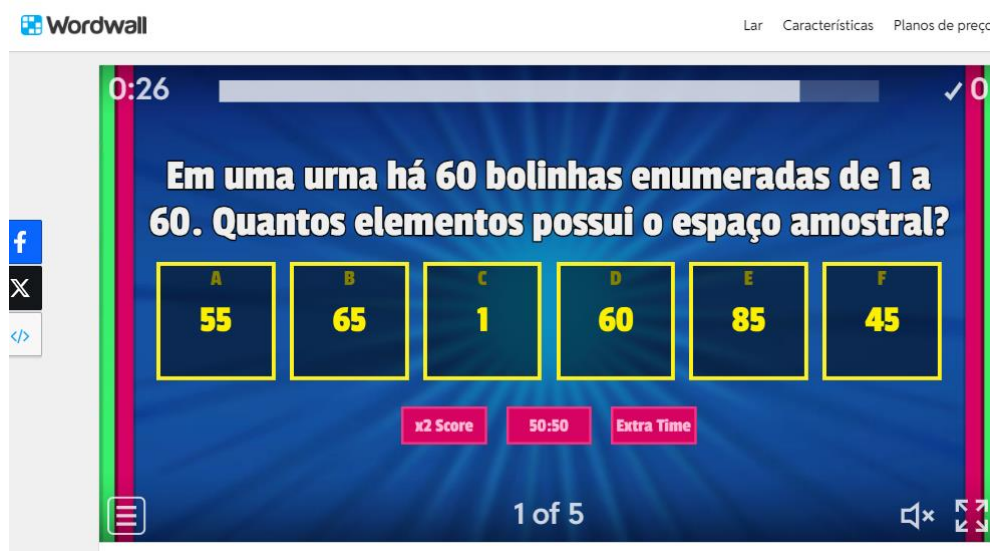 Wordwall
Lar Características Planos de preço
0:26
✓ 0
Em uma urna há 60 bolinhas enumeradas de 1 a
60. Quantos elementos possui o espaço amostral?
A B C D E F
55 65 1 60 85 45
x2 Score 50:50 Extra Time
1 of 5
f
X
</>